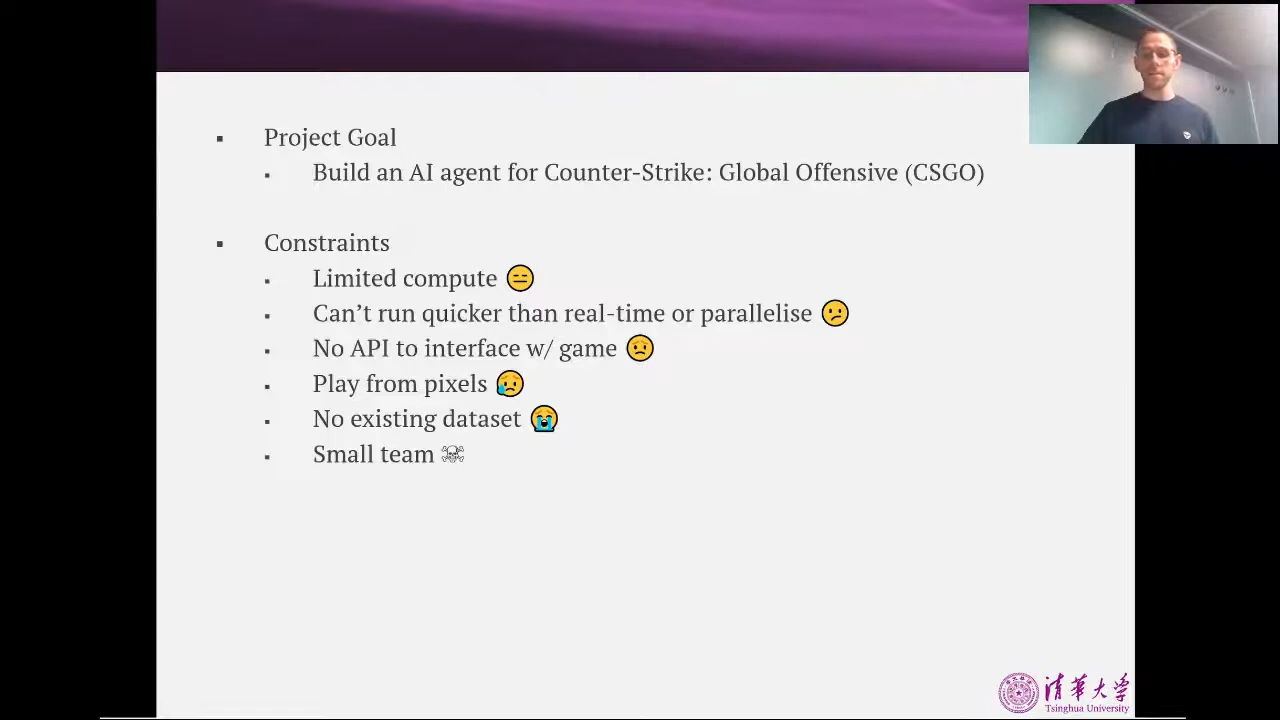 Project Goal
Build an AI agent for Counter-Strike: Global Offensive (CSGO)
Constraints
Limited compute 😑
Can’t run quicker than real-time or parallelise 🫤
No API to interface w/ game 😟
Play from pixels 😥
No existing dataset 😭
Small team ☠
清华大学
Tsinghua University